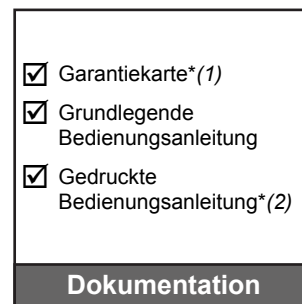 Garantiekarte*(1)
Grundlegende
Bedienungsanleitung
Gedruckte
Bedienungsanleitung*(2)
Dokumentation